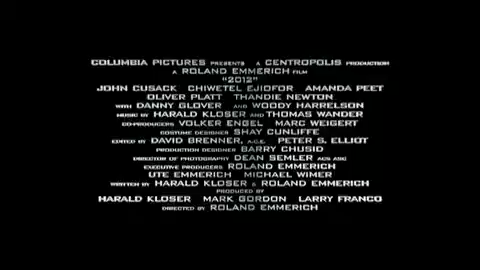 COLUMBIA PICTURES PRESENTS A CENTROPOLIS PRODUCTION
A ROLAND EMMERICH FILM
"2012"
JOHN CUSACK CHIWETEL EJIOFOR AMANDA PEET
OLIVER PLATT THANDIE NEWTON
WITH DANNY GLOVER AND WOODY HARRELSON
MUSIC BY HARALD KLOSER AND THOMAS WANDER
CO-PRODUCERS VOLKER ENGEL MARC WEIGERT
COSTUME DESIGNER SHAY CUNLIFFE
EDITED BY DAVID BRENNER, A.C.E. PETER S. ELLIOT
PRODUCTION DESIGNER BARRY CHUSID
DIRECTOR OF PHOTOGRAPHY DEAN SEMLER ACS ASC
EXECUTIVE PRODUCERS ROLAND EMMERICH
UTE EMMERICH MICHAEL WIMER
WRITTEN BY HARALD KLOSER & ROLAND EMMERICH
PRODUCED BY
HARALD KLOSER MARK GORDON LARRY FRANCO
DIRECTED BY ROLAND EMMERICH